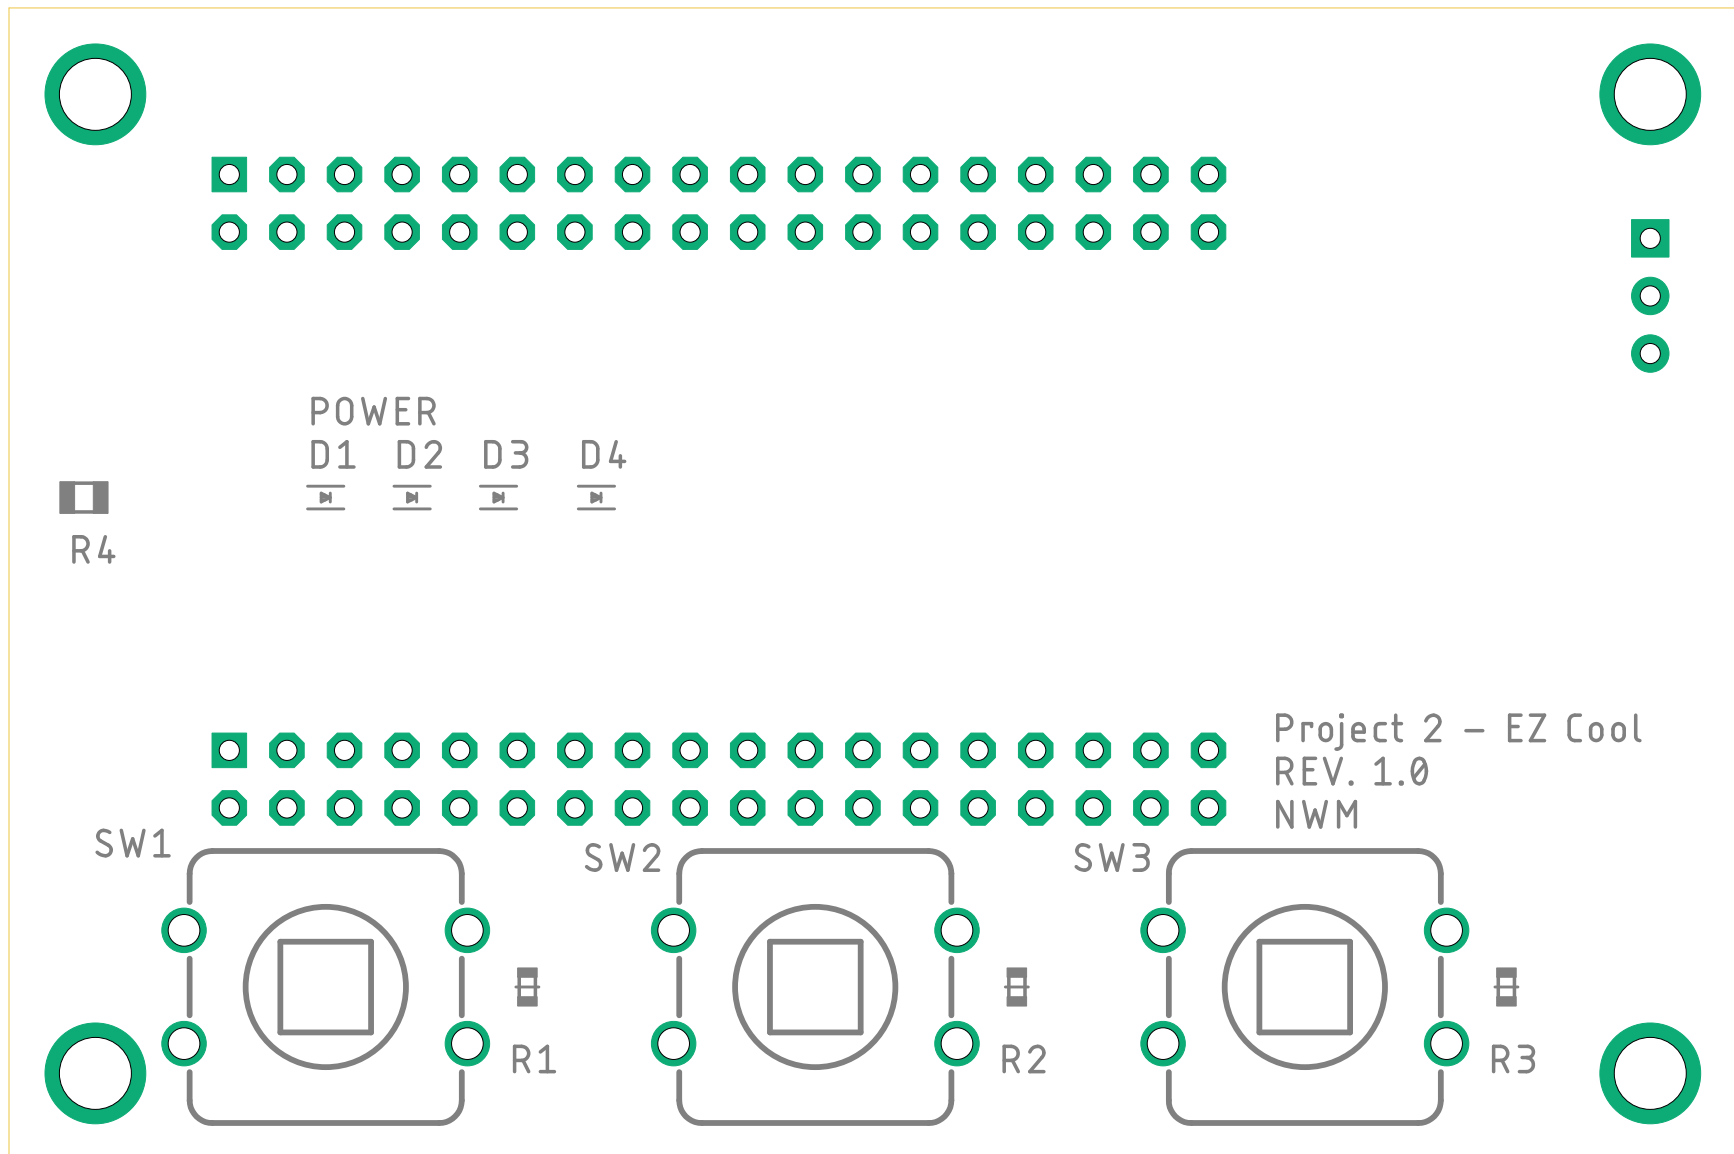 POWER
D1 D2 D3 D4
R4
Project 2 - EZ Cool
REV. 1.0
NWM
SW1 SW2 SW3
R1 R2 R3